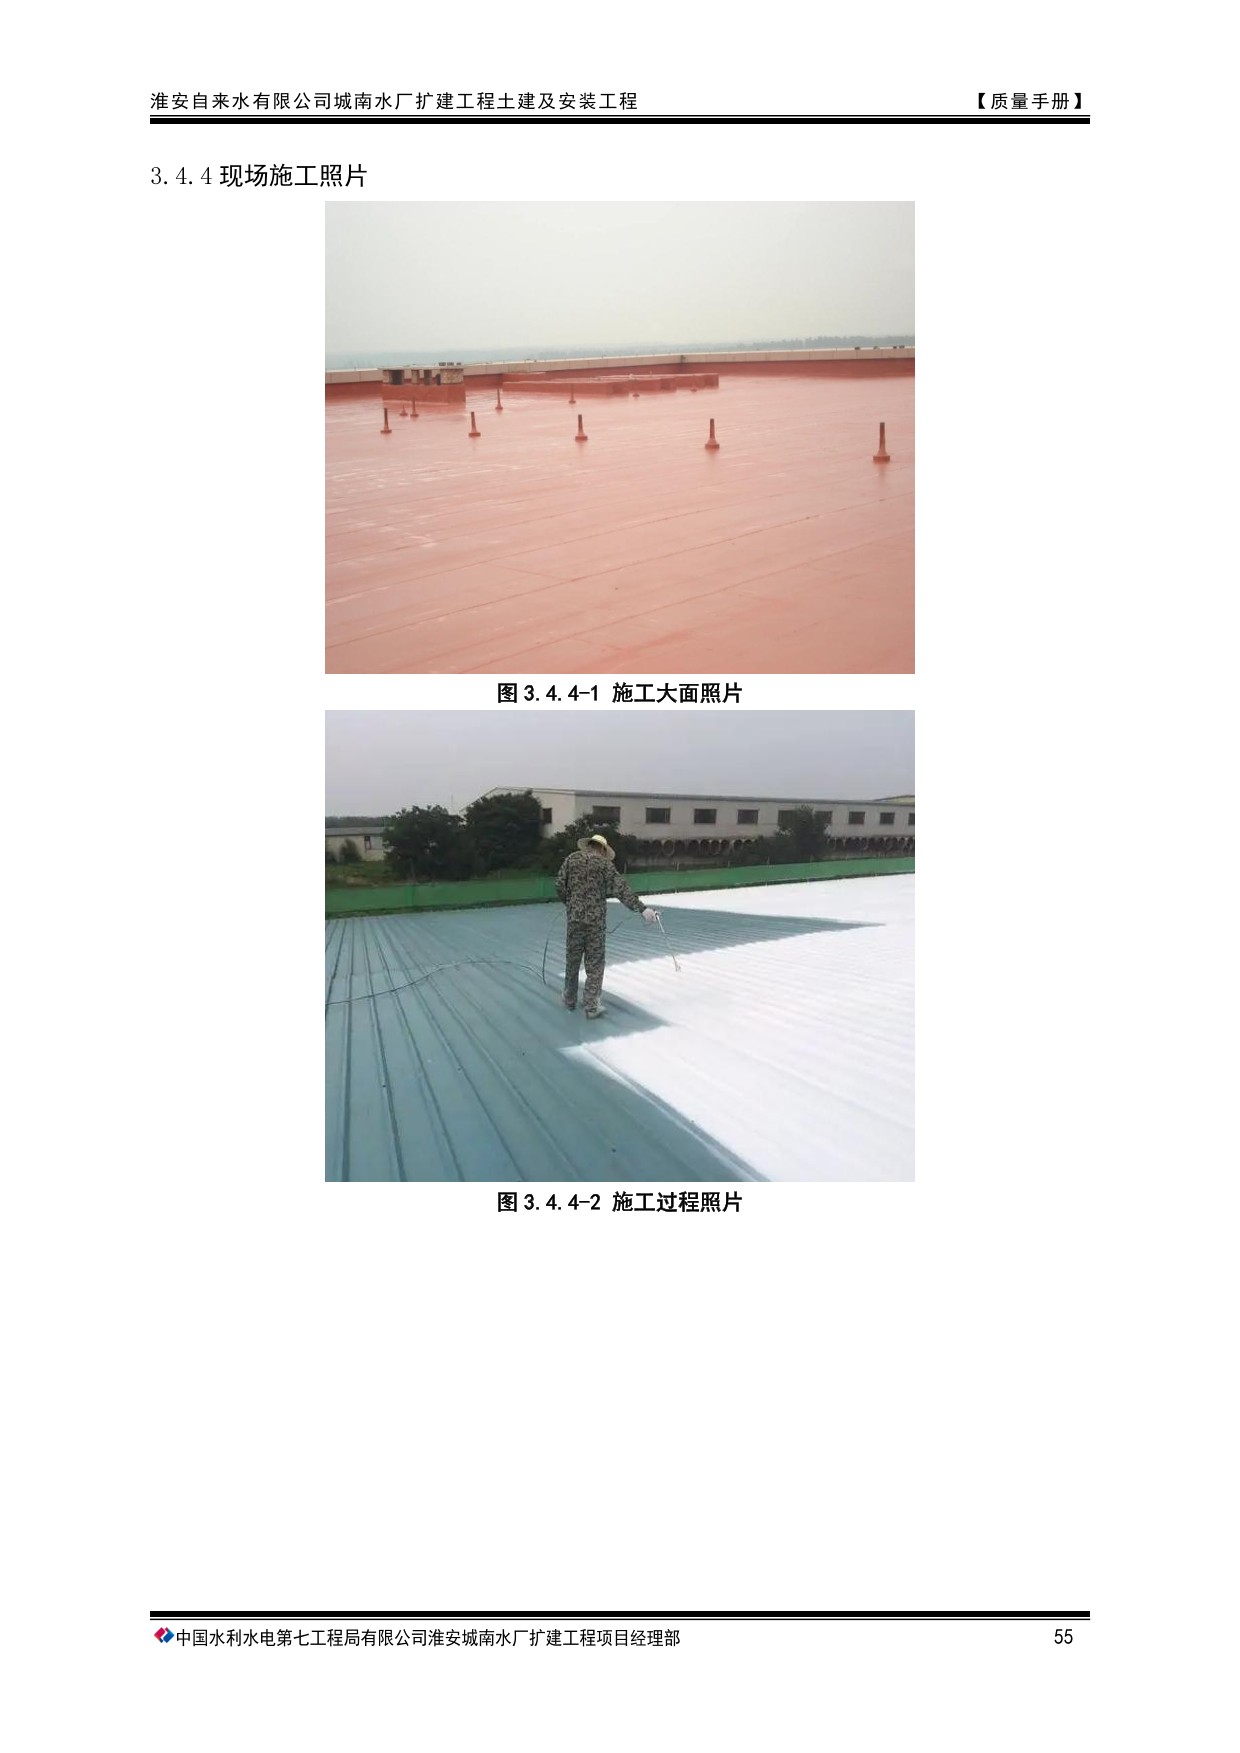 淮安自来水有限公司城南水厂扩建工程土建及安装工程 【质量手册】
3.4.4 现场施工照片
图 3.4.4-1 施工大面照片
图 3.4.4-2 施工过程照片
中国水利水电第七工程局有限公司淮安城南水厂扩建工程项目经理部 55